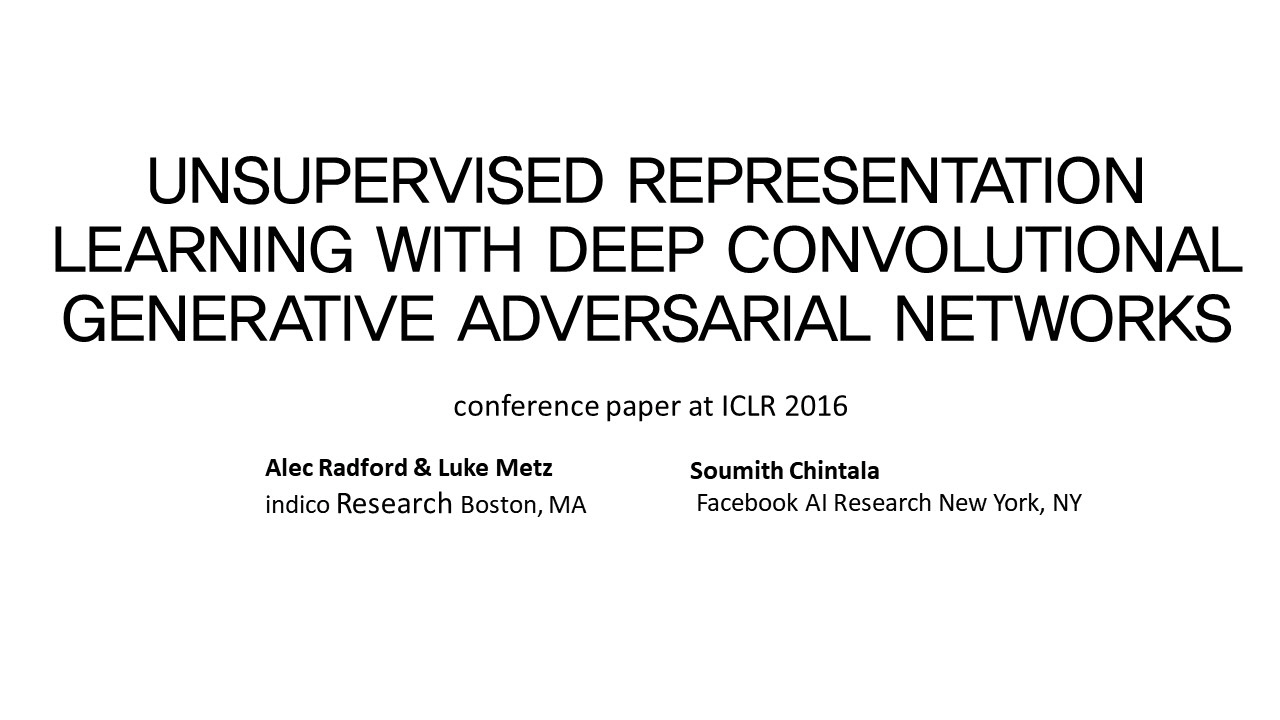 UNSUPERVISED REPRESENTATION
LEARNING WITH DEEP CONVOLUTIONAL
GENERATIVE ADVERSARIAL NETWORKS
conference paper at ICLR 2016
Alec Radford & Luke Metz
indico Research Boston, MA
Soumith Chintala
Facebook AI Research New York, NY